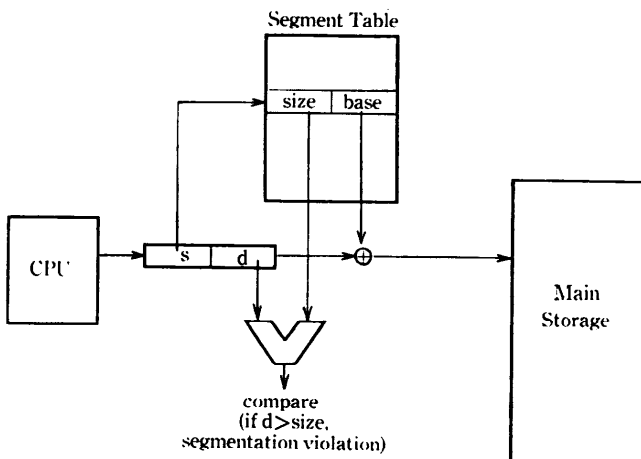 Segment Table
size base
CPU
s d
Main
Storage
compare
(if d>size,
segmentation violation)